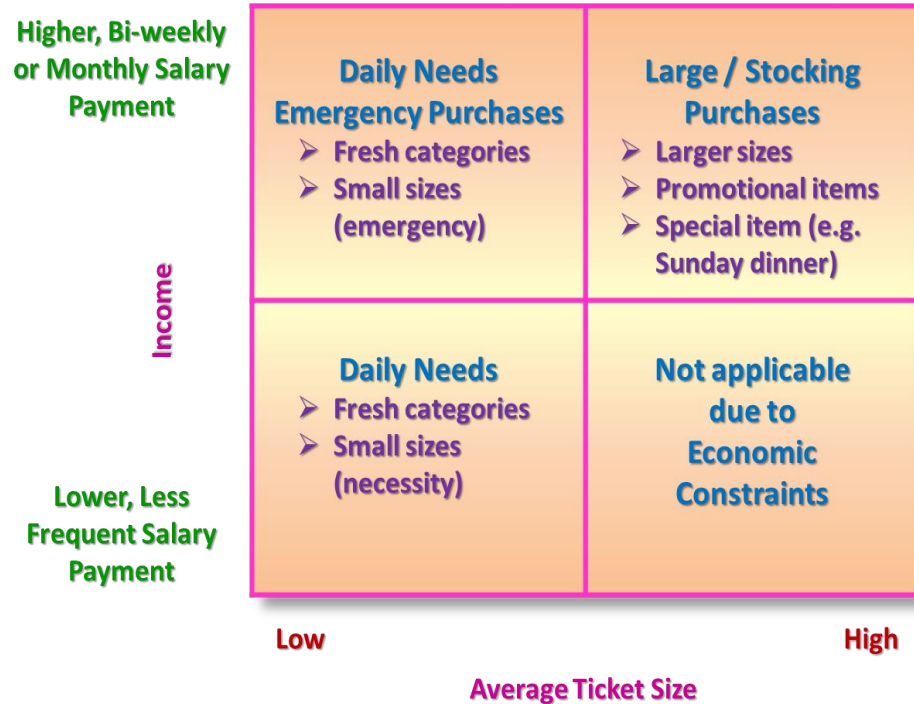 Higher, Bi-weekly
or Monthly Salary
Payment
Daily Needs
Emergency Purchases
➢ Fresh categories
➢ Small sizes
(emergency)
Large / Stocking
Purchases
➢ Larger sizes
➢ Promotional items
➢ Special item (e.g.
Sunday dinner)
Income
Lower, Less
Frequent Salary
Payment
Daily Needs
➢ Fresh categories
➢ Small sizes
(necessity)
Not applicable
due to
Economic
Constraints
Low
High
Average Ticket Size